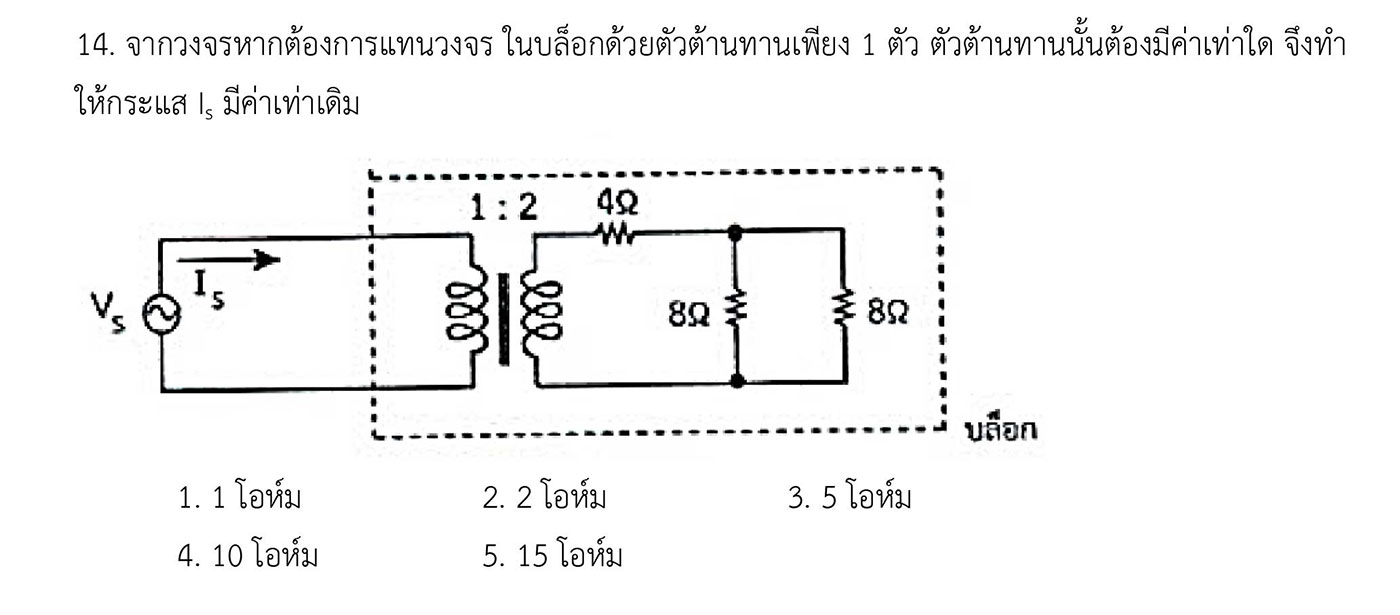 14. จากวงจรหากต้องการแทนวงจร ในบล็อกด้วยตัวต้านทานเพียง 1 ตัว ตัวต้านทานนั้นต้องมีค่าเท่าใด จึงทำ
ให้กระแส Iₛ มีค่าเท่าเดิม
1 : 2 4Ω
Iₛ
Vₛ 8Ω 8Ω
บล็อก
1. 1 โอห์ม 2. 2 โอห์ม 3. 5 โอห์ม
4. 10 โอห์ม 5. 15 โอห์ม